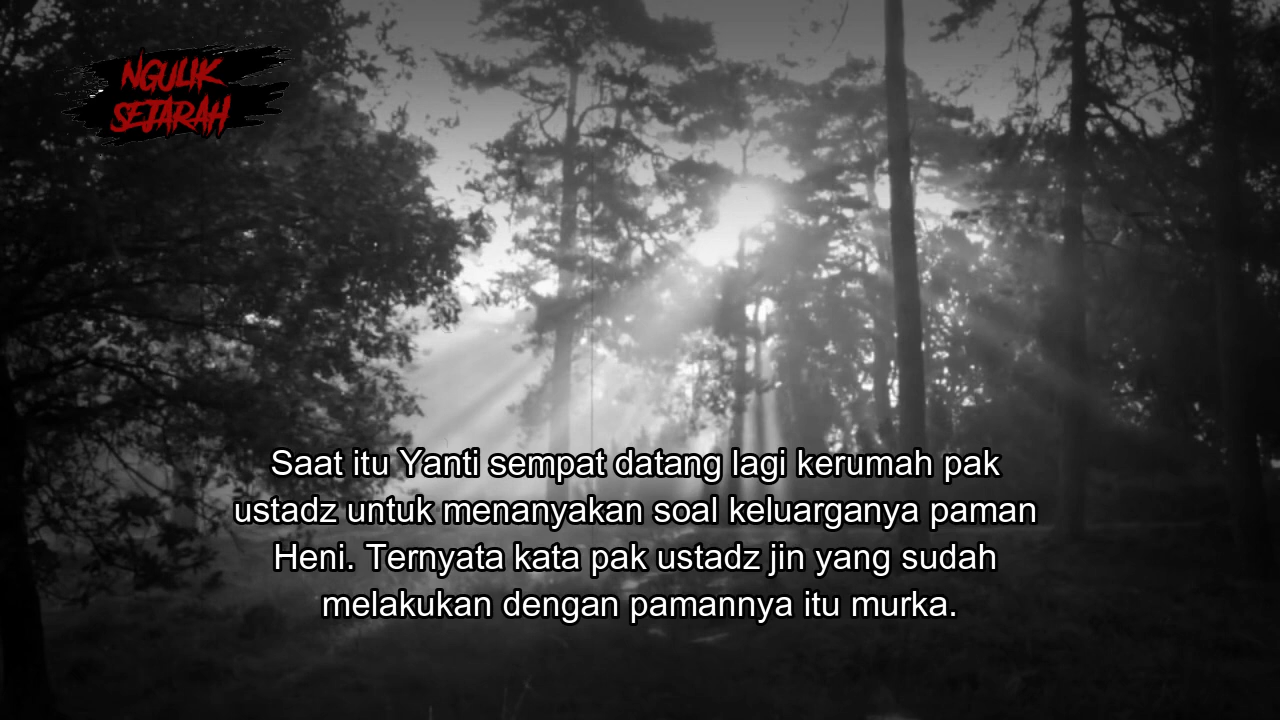 NGULIK
SEJARAH
Saat itu Yanti sempat datang lagi kerumah pak
ustadz untuk menanyakan soal keluarganya paman
Heni. Ternyata kata pak ustadz jin yang sudah
melakukan dengan pamannya itu murka.